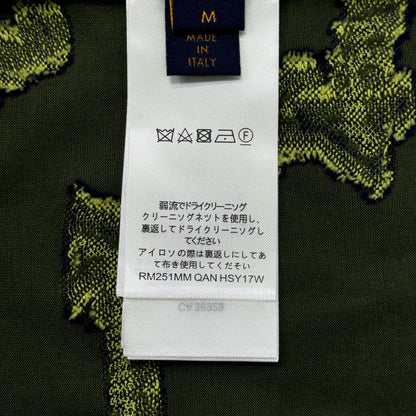 M
MADE
IN
ITALY
F
弱流でドライクリーニング
クリーニングネットを使用し、
裏返してドライクリーニングし
てください
アイロンの際は裏にしてあ
て布き使用してください
RM251MM QAN HSY17W